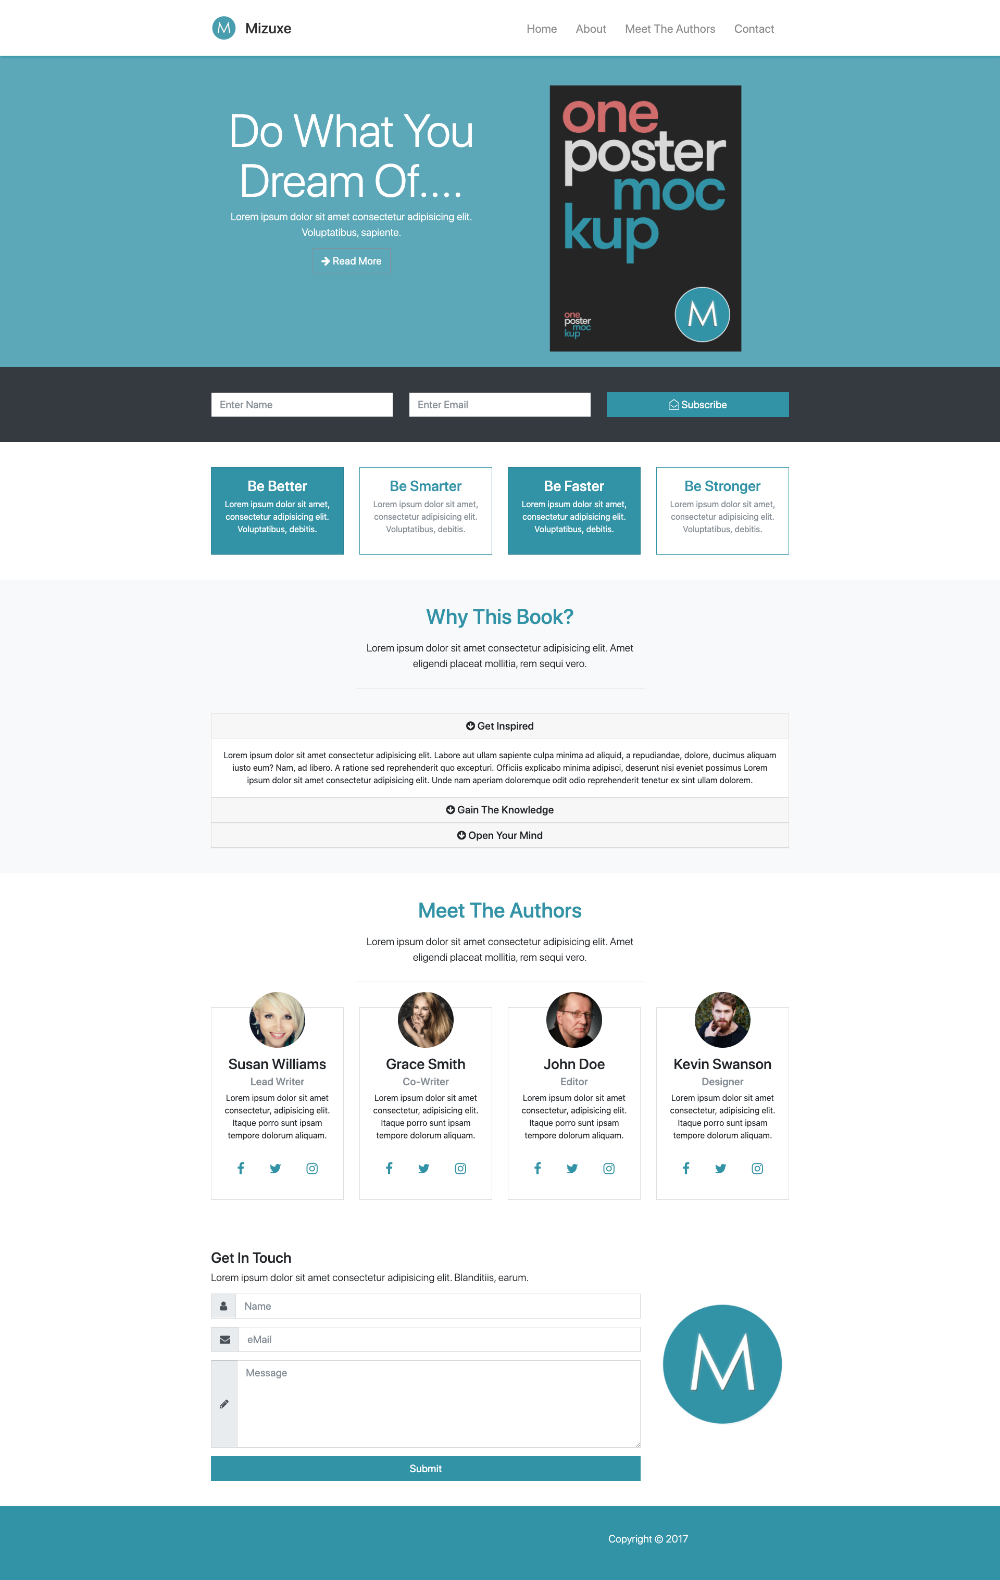 M Mizuxe
Home About Meet The Authors Contact
Do What You
Dream Of....
Lorem ipsum dolor sit amet consectetur adipisicing elit.
Voluptatibus, sapiente.
Read More
one
poster
moc
kup
one
poster
moc
kup
M
Enter Name
Enter Email
Subscribe
Be Better
Lorem ipsum dolor sit amet,
consectetur adipisicing elit.
Voluptatibus, debitis.
Be Smarter
Lorem ipsum dolor sit amet,
consectetur adipisicing elit.
Voluptatibus, debitis.
Be Faster
Lorem ipsum dolor sit amet,
consectetur adipisicing elit.
Voluptatibus, debitis.
Be Stronger
Lorem ipsum dolor sit amet,
consectetur adipisicing elit.
Voluptatibus, debitis.
Why This Book?
Lorem ipsum dolor sit amet consectetur adipisicing elit. Amet
eligendi placeat mollitia, rem sequi vero.
Get Inspired
Lorem ipsum dolor sit amet consectetur adipisicing elit. Labore aut ullam sapiente culpa minima ad aliquid, a repudiandae, dolore, ducimus aliquam
iusto eum? Nam, ad libero. A ratione sed reprehenderit quo excepturi. Officiis explicabo minima adipisci, deserunt nisi eveniet possimus Lorem
ipsum dolor sit amet consectetur adipisicing elit. Unde nam aperiam doloremque odit odio reprehenderit tenetur ex sint ullam dolorem.
Gain The Knowledge
Open Your Mind
Meet The Authors
Lorem ipsum dolor sit amet consectetur adipisicing elit. Amet
eligendi placeat mollitia, rem sequi vero.
Susan Williams
Lead Writer
Lorem ipsum dolor sit amet
consectetur, adipisicing elit.
Itaque porro sunt ipsam
tempore dolorum aliquam.
Grace Smith
Co-Writer
Lorem ipsum dolor sit amet
consectetur, adipisicing elit.
Itaque porro sunt ipsam
tempore dolorum aliquam.
John Doe
Editor
Lorem ipsum dolor sit amet
consectetur, adipisicing elit.
Itaque porro sunt ipsam
tempore dolorum aliquam.
Kevin Swanson
Designer
Lorem ipsum dolor sit amet
consectetur, adipisicing elit.
Itaque porro sunt ipsam
tempore dolorum aliquam.
Get In Touch
Lorem ipsum dolor sit amet consectetur adipisicing elit. Blanditiis, earum.
Name
eMail
Message
Submit
M
Copyright © 2017